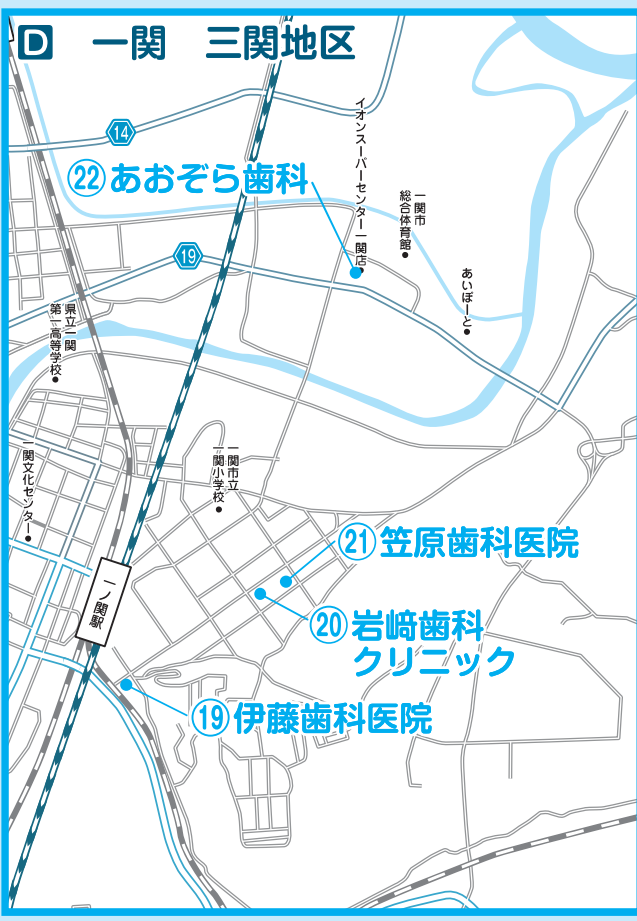 D 一関 三関地区
14
イオンスーパーセンター一関店
㉒あおぞら歯科
一関市
総合体育館
19
あいぽーと
県立一関
第一高等学校
一関文化センター
一関市立
一関小学校
㉑笠原歯科医院
一ノ関駅
⑳岩﨑歯科
クリニック
⑲伊藤歯科医院